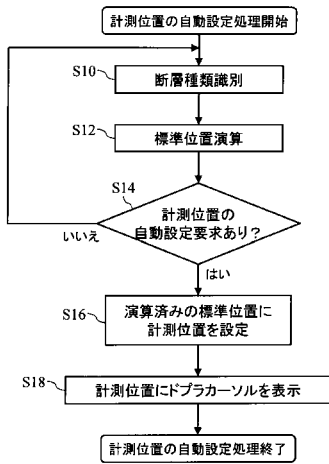 計測位置の自動設定処理開始
S10
断層種類識別
S12
標準位置演算
S14
計測位置の
自動設定要求あり?
いいえ
はい
S16
演算済みの標準位置に
計測位置を設定
S18
計測位置にドプラカーソルを表示
計測位置の自動設定処理終了